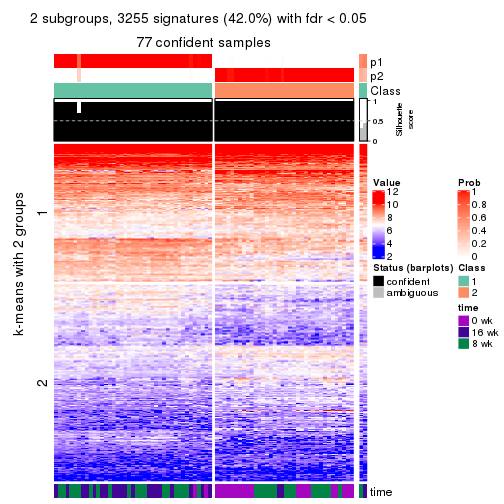 2 subgroups, 3255 signatures (42.0%) with fdr < 0.05
77 confident samples
p1
p2
Class
1
0.5
0
Silhouette
score
k-means with 2 groups
1
2
Value
12
10
8
6
4
2
Prob
1
0.8
0.6
0.4
0.2
0
Status (barplots)
confident
ambiguous
Class
1
2
time
0 wk
16 wk
8 wk
time